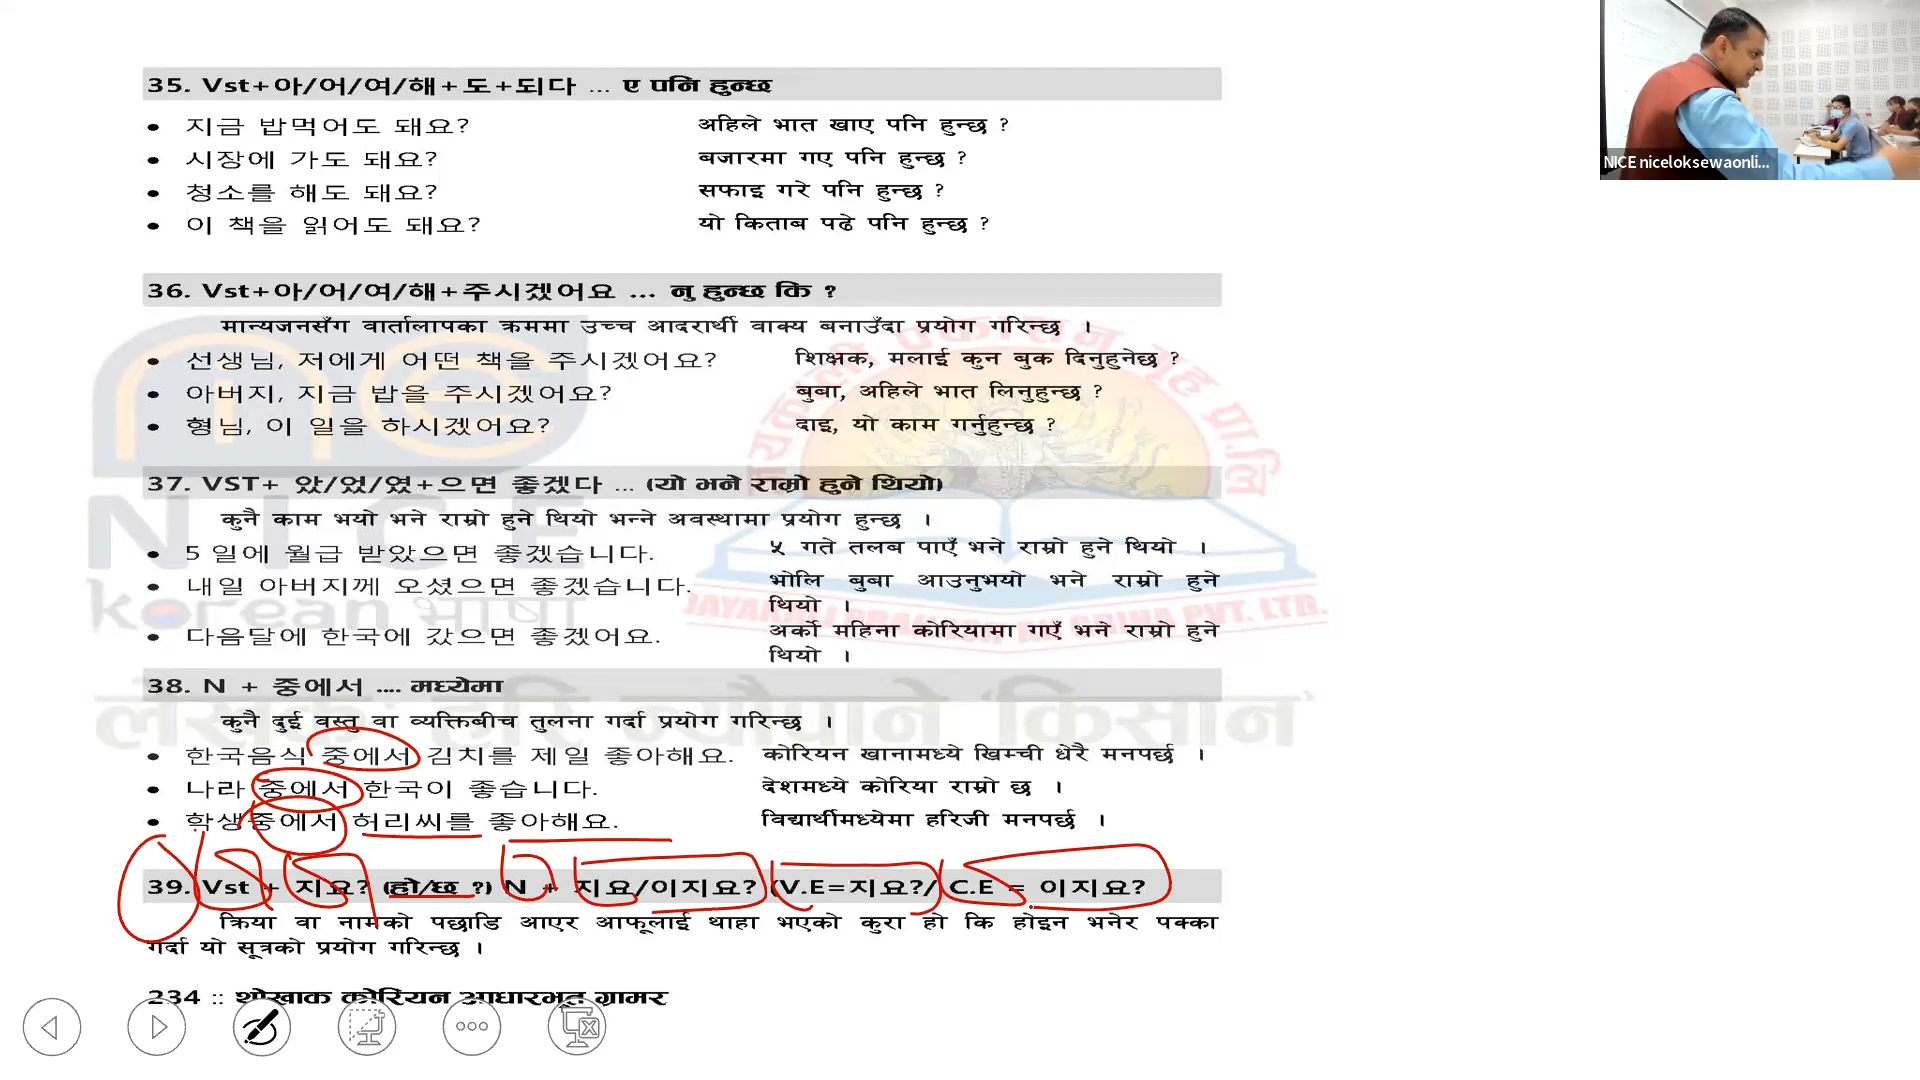 35. Vst+아/어/여/해+도+되다 ... ए पनि हुन्छ
• 지금 밥먹어도 돼요? अहिले भात खाए पनि हुन्छ ?
• 시장에 가도 돼요? बजारमा गए पनि हुन्छ ?
• 청소를 해도 돼요? सफाइ गरे पनि हुन्छ ?
• 이 책을 읽어도 돼요? यो किताब पढे पनि हुन्छ ?
36. Vst+아/어/여/해+주시겠어요 ... नु हुन्छ कि ?
मान्यजनसँग वार्तालापका क्रममा उच्च आदरार्थी वाक्य बनाउँदा प्रयोग गरिन्छ ।
• 선생님, 저에게 어떤 책을 주시겠어요? शिक्षक, मलाई कुन बुक दिनुहुनेछ ?
• 아버지, 지금 밥을 주시겠어요? बुबा, अहिले भात लिनुहुन्छ ?
• 형님, 이 일을 하시겠어요? दाइ, यो काम गर्नुहुन्छ ?
37. VST+ 았/었/였+으면 좋겠다 ... (यो भने राम्रो हुने थियो)
कुनै काम भयो भने राम्रो हुने थियो भन्ने अवस्थामा प्रयोग हुन्छ ।
• 5 일에 월급 받았으면 좋겠습니다. ५ गते तलब पाएँ भने राम्रो हुने थियो ।
• 내일 아버지께 오셨으면 좋겠습니다. भोलि बुबा आउनुभयो भने राम्रो हुने
थियो ।
• 다음달에 한국에 갔으면 좋겠어요. अर्को महिना कोरियामा गएँ भने राम्रो हुने
थियो ।
38. N + 중에서 .... मध्येमा
कुनै दुई वस्तु वा व्यक्तिबीच तुलना गर्दा प्रयोग गरिन्छ ।
• 한국음식 중에서 김치를 제일 좋아해요. कोरियन खानामध्ये खिम्ची धेरै मनपर्छ ।
• 나라 중에서 한국이 좋습니다. देशमध्ये कोरिया राम्रो छ ।
• 학생중에서 허리씨를 좋아해요. विद्यार्थीमध्येमा हरिजी मनपर्छ ।
39. Vst + 지요? (हो/छ ?) N + 지요/이지요? (V.E=지요?/ C.E = 이지요?
क्रिया वा नामको पछाडि आएर आफूलाई थाहा भएको कुरा हो कि होइन भनेर पक्का
गर्दा यो सूत्रको प्रयोग गरिन्छ ।
234 :: शोखाक कोरियन आधारभूत ग्रामर
NICE niceloksewaonli...
NICE
korean भाषा
लेखक: हरि न्यौपाने 'किसान'